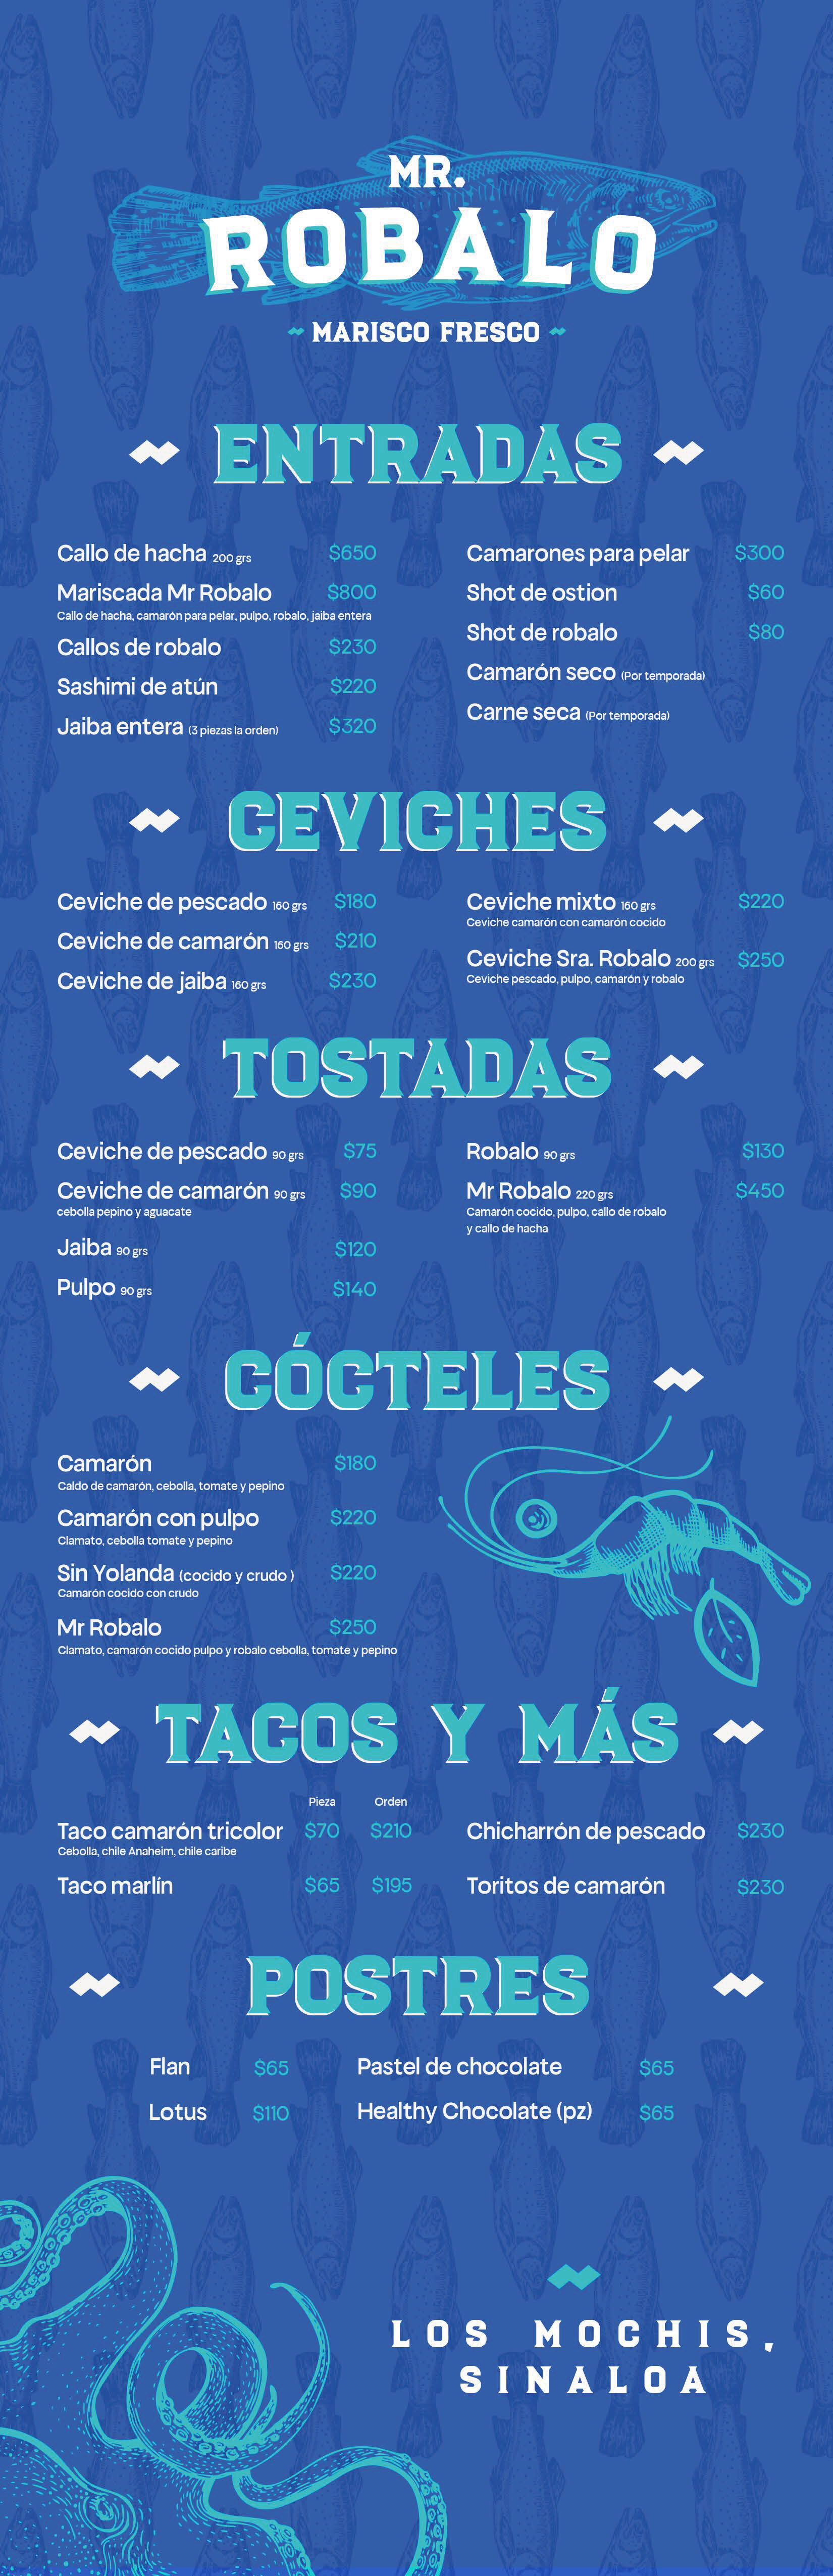 MR.
ROBALO
MARISCO FRESCO
ENTRADAS
Callo de hacha 200 grs $650
Mariscada Mr Robalo $800
Callo de hacha, camarón para pelar, pulpo, robalo, jaiba entera
Callos de robalo $230
Sashimi de atún $220
Jaiba entera (3 piezas la orden) $320
Camarones para pelar $300
Shot de ostion $60
Shot de robalo $80
Camarón seco (Por temporada)
Carne seca (Por temporada)
CEVICHES
Ceviche de pescado 160 grs $180
Ceviche de camarón 160 grs $210
Ceviche de jaiba 160 grs $230
Ceviche mixto 160 grs $220
Ceviche camarón con camarón cocido
Ceviche Sra. Robalo 200 grs $250
Ceviche pescado, pulpo, camarón y robalo
TOSTADAS
Ceviche de pescado 90 grs $75
Ceviche de camarón 90 grs $90
cebolla pepino y aguacate
Jaiba 90 grs $120
Pulpo 90 grs $140
Robalo 90 grs $130
Mr Robalo 220 grs $450
Camarón cocido, pulpo, callo de robalo
y callo de hacha
CÓCTELES
Camarón $180
Caldo de camarón, cebolla, tomate y pepino
Camarón con pulpo $220
Clamato, cebolla tomate y pepino
Sin Yolanda (cocido y crudo ) $220
Camarón cocido con crudo
Mr Robalo $250
Clamato, camarón cocido pulpo y robalo cebolla, tomate y pepino
TACOS Y MÁS
Pieza Orden
Taco camarón tricolor $70 $210
Cebolla, chile Anaheim, chile caribe
Taco marlín $65 $195
Chicharrón de pescado $230
Toritos de camarón $230
POSTRES
Flan $65
Lotus $110
Pastel de chocolate $65
Healthy Chocolate (pz) $65
LOS MOCHIS,
SINALOA